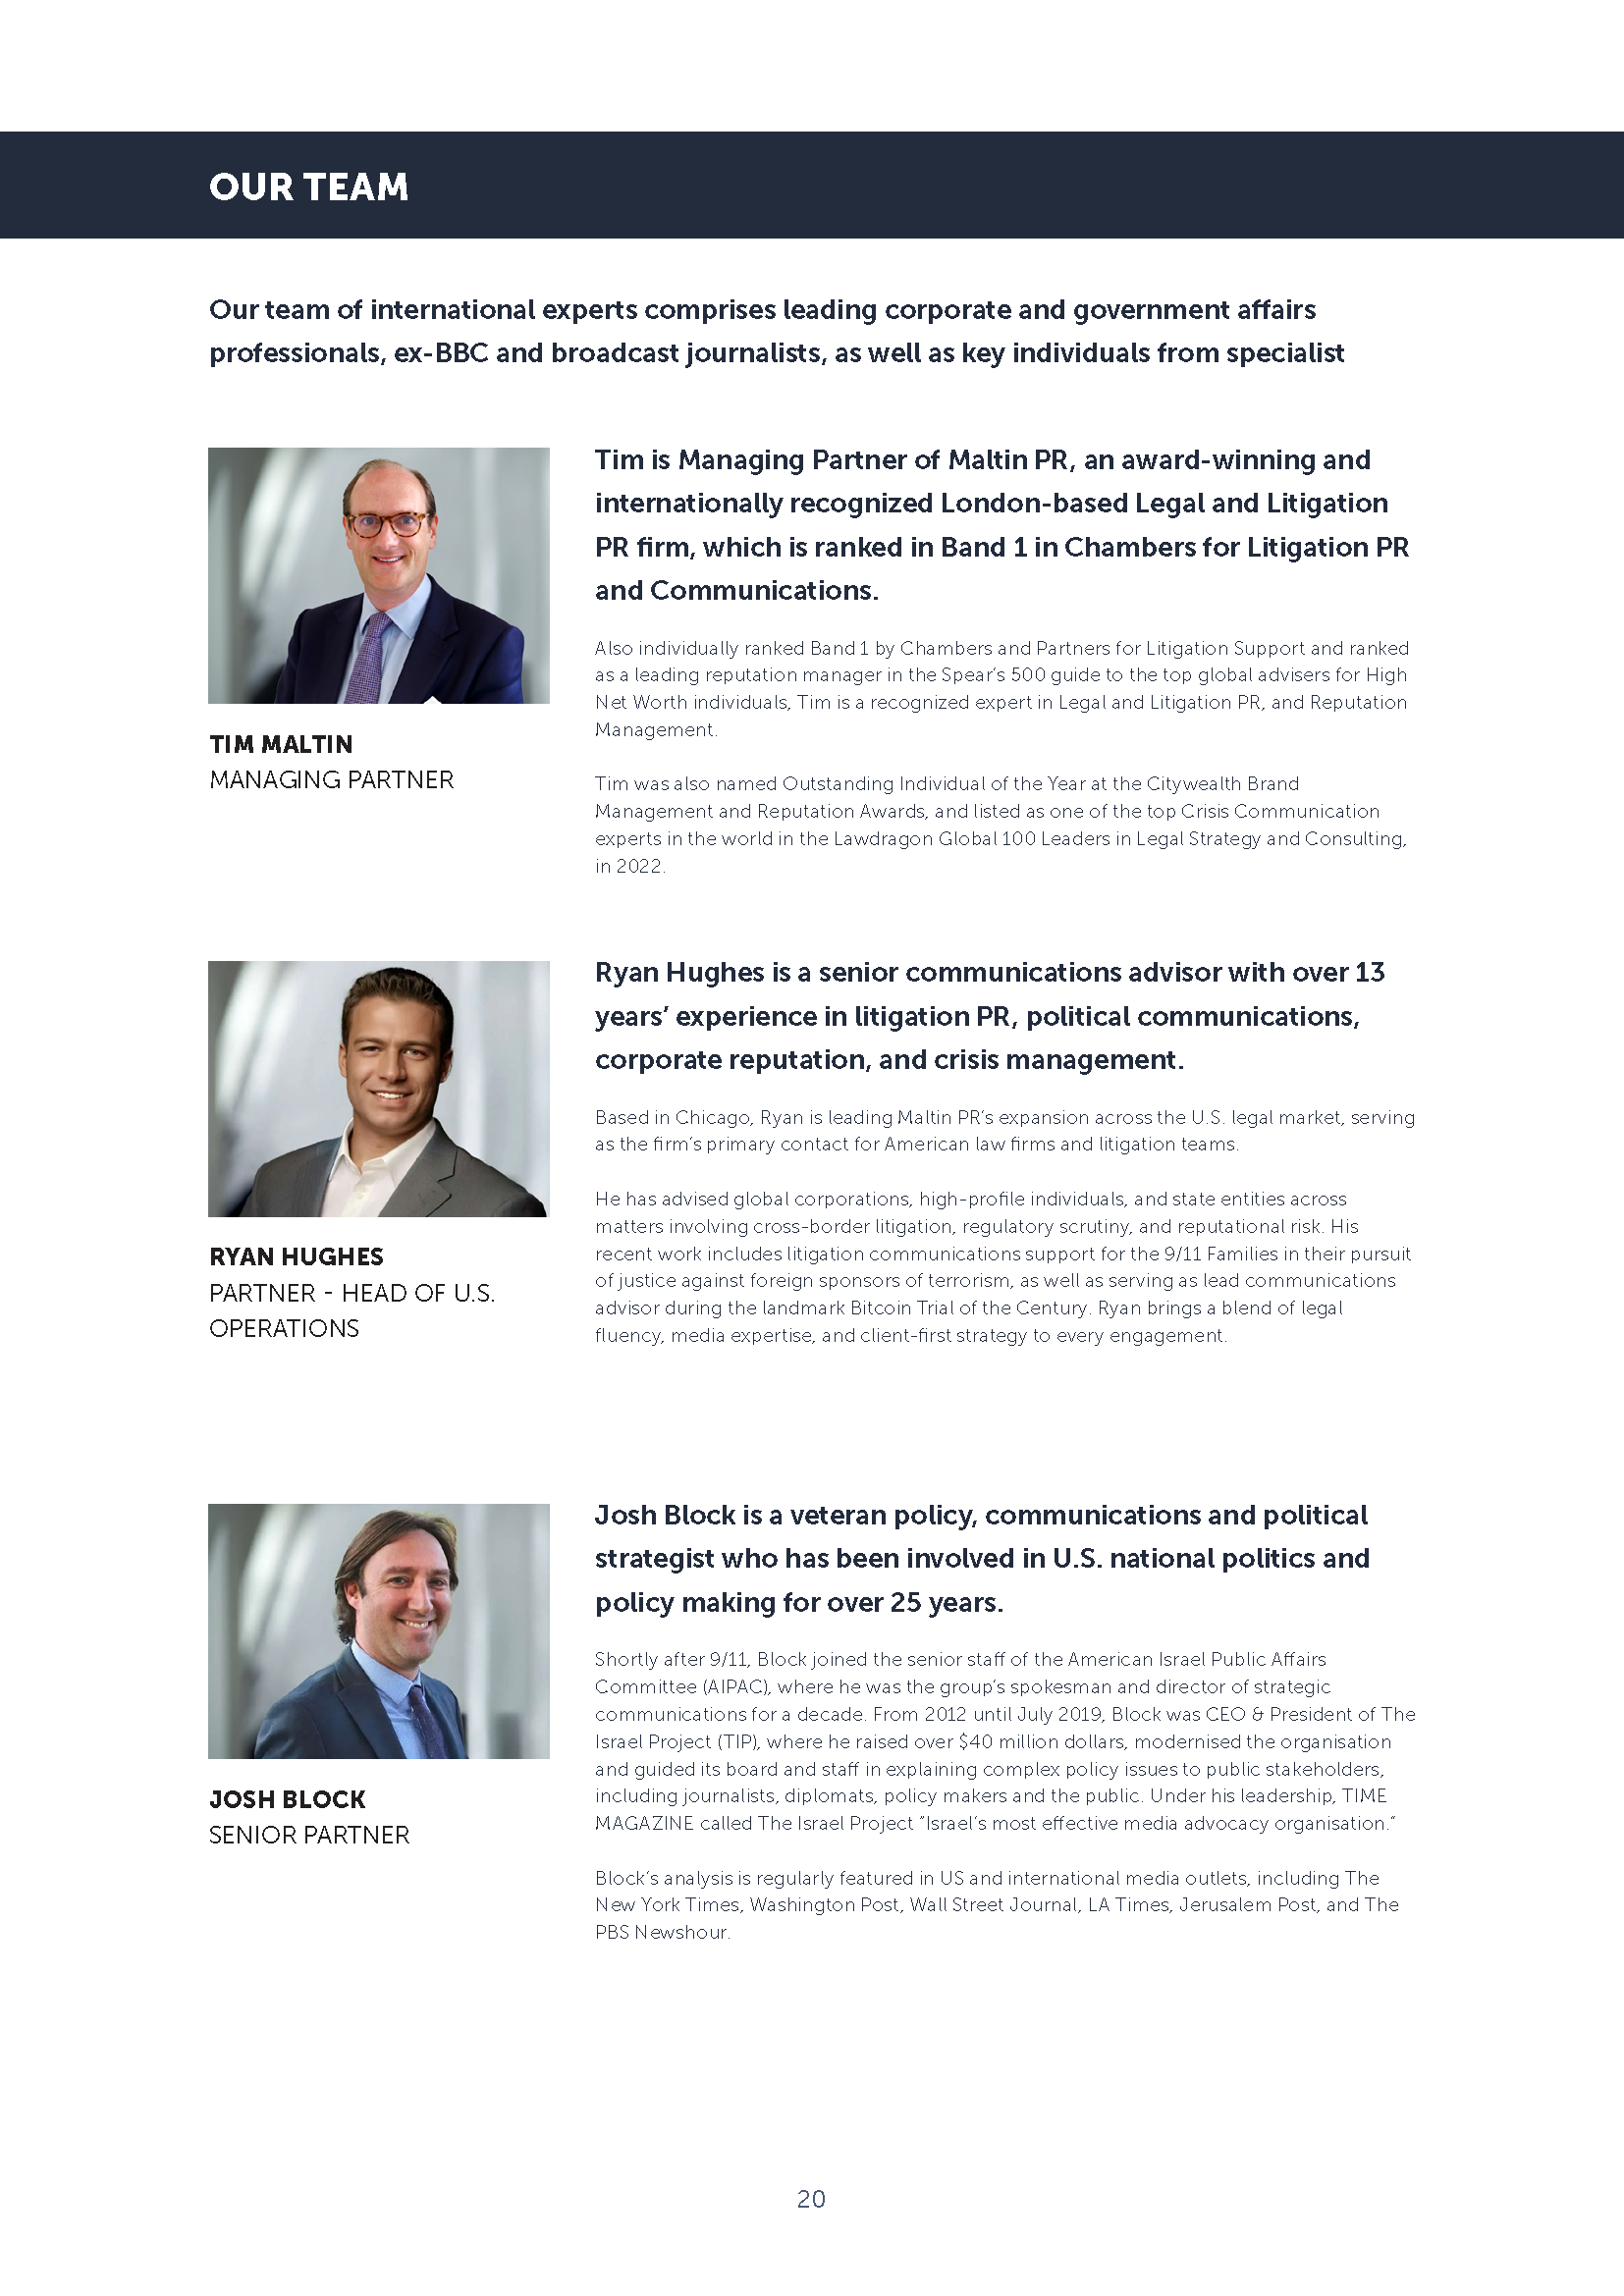 OUR TEAM
Our team of international experts comprises leading corporate and government affairs
professionals, ex-BBC and broadcast journalists, as well as key individuals from specialist
Tim is Managing Partner of Maltin PR, an award-winning and
internationally recognized London-based Legal and Litigation
PR firm, which is ranked in Band 1 in Chambers for Litigation PR
and Communications.
Also individually ranked Band 1 by Chambers and Partners for Litigation Support and ranked
as a leading reputation manager in the Spear's 500 guide to the top global advisers for High
Net Worth individuals, Tim is a recognized expert in Legal and Litigation PR, and Reputation
Management.
TIM MALTIN
MANAGING PARTNER
Tim was also named Outstanding Individual of the Year at the Citywealth Brand
Management and Reputation Awards, and listed as one of the top Crisis Communication
experts in the world in the Lawdragon Global 100 Leaders in Legal Strategy and Consulting,
in 2022.
Ryan Hughes is a senior communications advisor with over 13
years' experience in litigation PR, political communications,
corporate reputation, and crisis management.
Based in Chicago, Ryan is leading Maltin PR's expansion across the U.S. legal market, serving
as the firm's primary contact for American law firms and litigation teams.
He has advised global corporations, high-profile individuals, and state entities across
matters involving cross-border litigation, regulatory scrutiny, and reputational risk. His
recent work includes litigation communications support for the 9/11 Families in their pursuit
of justice against foreign sponsors of terrorism, as well as serving as lead communications
advisor during the landmark Bitcoin Trial of the Century. Ryan brings a blend of legal
fluency, media expertise, and client-first strategy to every engagement.
RYAN HUGHES
PARTNER - HEAD OF U.S.
OPERATIONS
Josh Block is a veteran policy, communications and political
strategist who has been involved in U.S. national politics and
policy making for over 25 years.
Shortly after 9/11, Block joined the senior staff of the American Israel Public Affairs
Committee (AIPAC), where he was the group's spokesman and director of strategic
communications for a decade. From 2012 until July 2019, Block was CEO & President of The
Israel Project (TIP), where he raised over $40 million dollars, modernised the organisation
and guided its board and staff in explaining complex policy issues to public stakeholders,
including journalists, diplomats, policy makers and the public. Under his leadership, TIME
MAGAZINE called The Israel Project "Israel's most effective media advocacy organisation."
JOSH BLOCK
SENIOR PARTNER
Block's analysis is regularly featured in US and international media outlets, including The
New York Times, Washington Post, Wall Street Journal, LA Times, Jerusalem Post, and The
PBS Newshour.
20